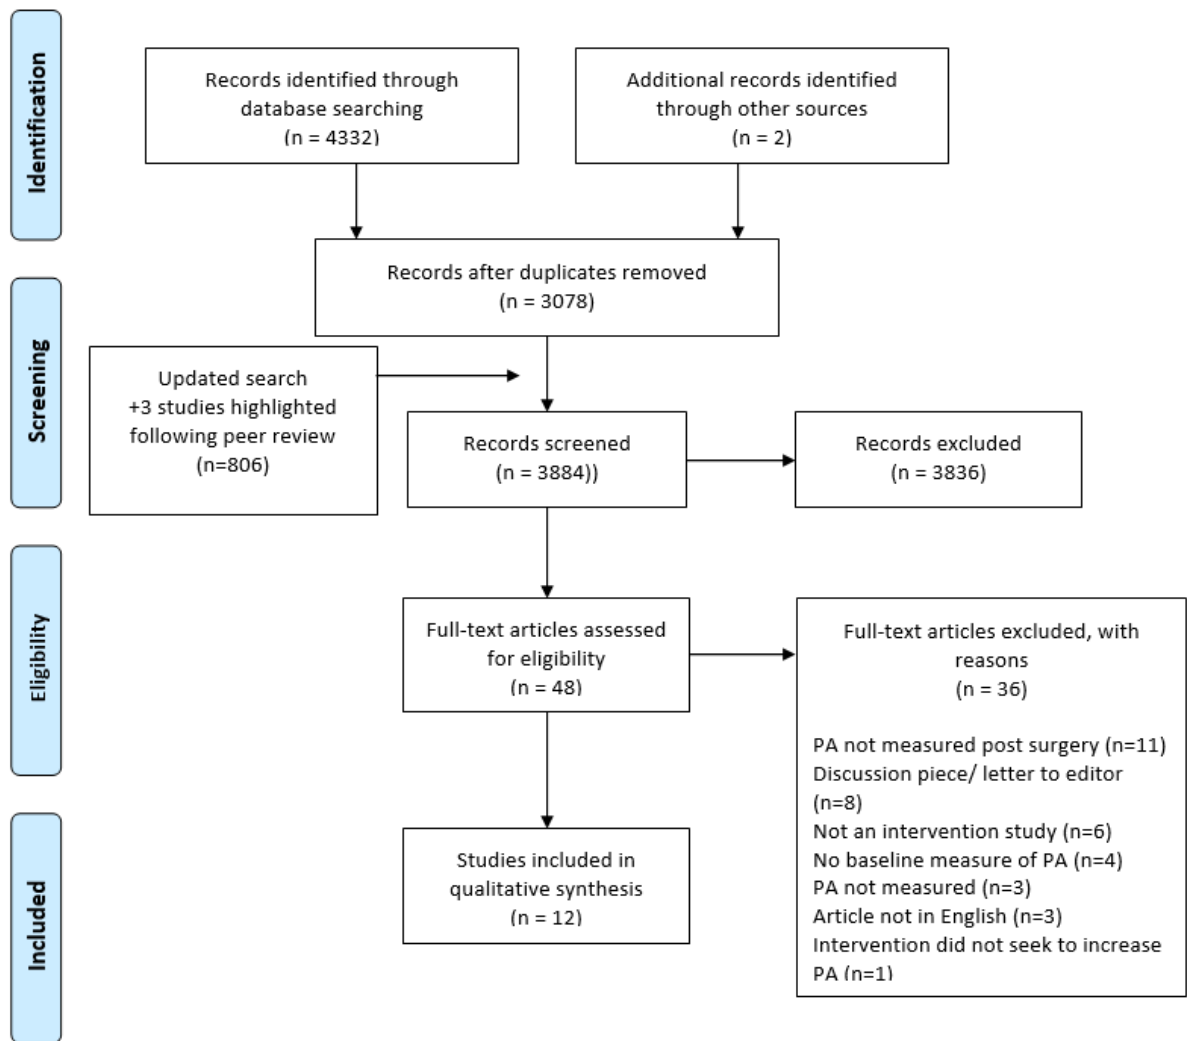 Identification
Records identified through
database searching
(n = 4332)
Additional records identified
through other sources
(n = 2)
Records after duplicates removed
(n = 3078)
Screening
Updated search
+3 studies highlighted
following peer review
(n=806)
Records screened
(n = 3884))
Records excluded
(n = 3836)
Eligibility
Full-text articles assessed
for eligibility
(n = 48)
Full-text articles excluded, with
reasons
(n = 36)
PA not measured post surgery (n=11)
Discussion piece/ letter to editor
(n=8)
Not an intervention study (n=6)
No baseline measure of PA (n=4)
PA not measured (n=3)
Article not in English (n=3)
Intervention did not seek to increase
PA (n=1)
Included
Studies included in
qualitative synthesis
(n = 12)